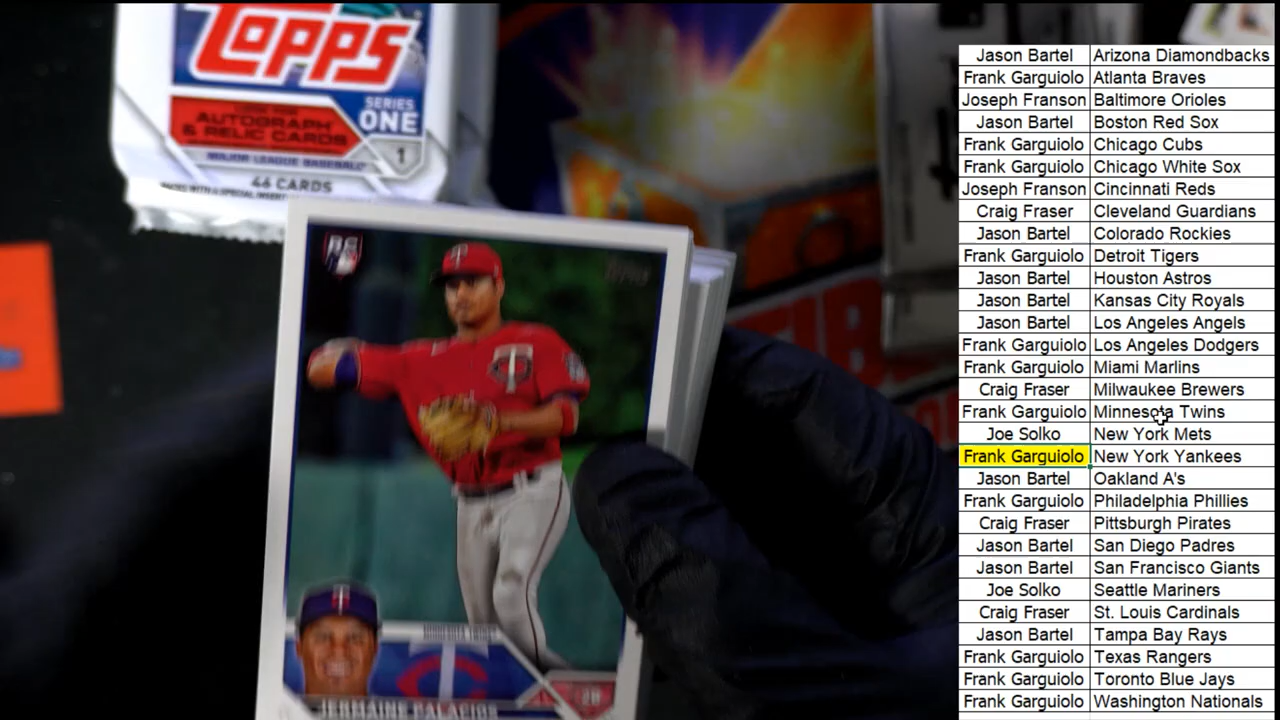 TOPPS
SERIES
ONE
AUTOGRAPH
& RELIC CARDS
1
MAJOR LEAGUE BASEBALL
46 CARDS
RC
JERMAINE PALACIOS
Jason Bartel Arizona Diamondbacks
Frank Garguiolo Atlanta Braves
Joseph Franson Baltimore Orioles
Jason Bartel Boston Red Sox
Frank Garguiolo Chicago Cubs
Frank Garguiolo Chicago White Sox
Joseph Franson Cincinnati Reds
Craig Fraser Cleveland Guardians
Jason Bartel Colorado Rockies
Frank Garguiolo Detroit Tigers
Jason Bartel Houston Astros
Jason Bartel Kansas City Royals
Jason Bartel Los Angeles Angels
Frank Garguiolo Los Angeles Dodgers
Frank Garguiolo Miami Marlins
Craig Fraser Milwaukee Brewers
Frank Garguiolo Minnesota Twins
Joe Solko New York Mets
Frank Garguiolo New York Yankees
Jason Bartel Oakland A's
Frank Garguiolo Philadelphia Phillies
Craig Fraser Pittsburgh Pirates
Jason Bartel San Diego Padres
Jason Bartel San Francisco Giants
Joe Solko Seattle Mariners
Craig Fraser St. Louis Cardinals
Jason Bartel Tampa Bay Rays
Frank Garguiolo Texas Rangers
Frank Garguiolo Toronto Blue Jays
Frank Garguiolo Washington Nationals